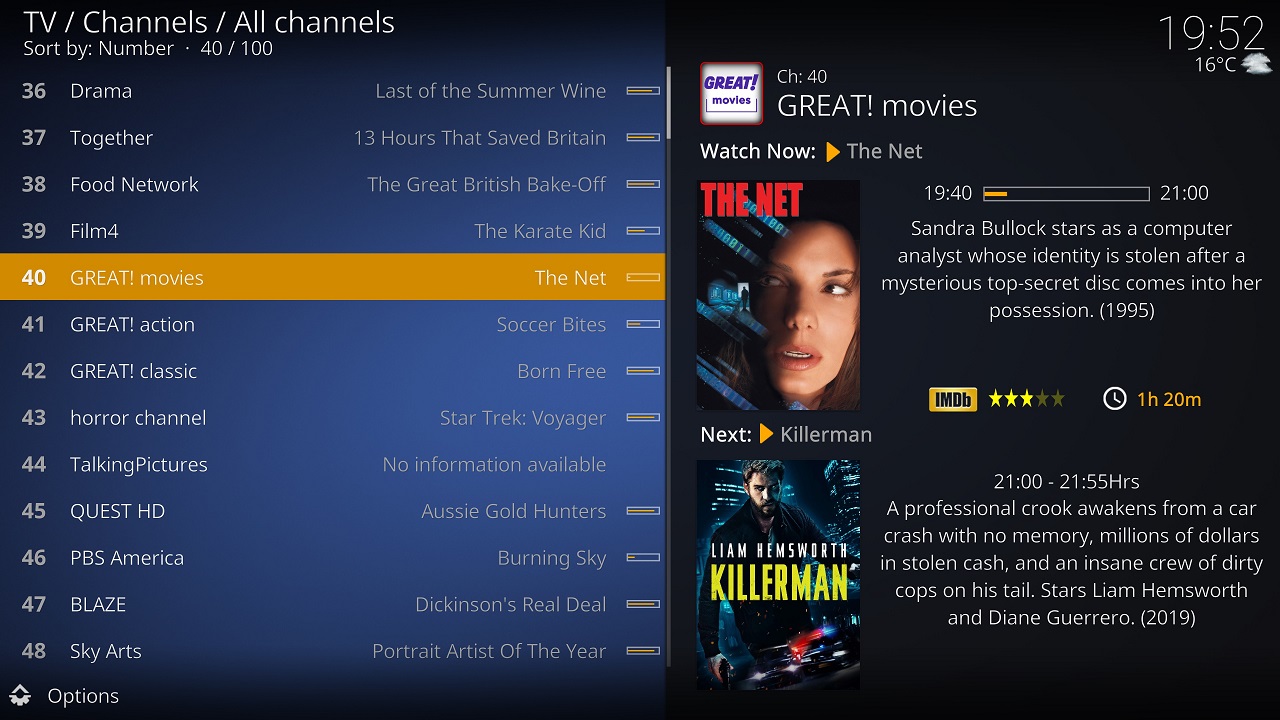 TV / Channels / All channels
Sort by: Number · 40 / 100
19:52
16°C
36 Drama Last of the Summer Wine
37 Together 13 Hours That Saved Britain
38 Food Network The Great British Bake-Off
39 Film4 The Karate Kid
40 GREAT! movies The Net
41 GREAT! action Soccer Bites
42 GREAT! classic Born Free
43 horror channel Star Trek: Voyager
44 TalkingPictures No information available
45 QUEST HD Aussie Gold Hunters
46 PBS America Burning Sky
47 BLAZE Dickinson's Real Deal
48 Sky Arts Portrait Artist Of The Year
Options
GREAT!
movies
Ch: 40
GREAT! movies
Watch Now: The Net
THE NET
19:40 21:00
Sandra Bullock stars as a computer
analyst whose identity is stolen after a
mysterious top-secret disc comes into her
possession. (1995)
IMDb 1h 20m
Next: Killerman
LIAM HEMSWORTH
KILLERMAN
21:00 - 21:55Hrs
A professional crook awakens from a car
crash with no memory, millions of dollars
in stolen cash, and an insane crew of dirty
cops on his tail. Stars Liam Hemsworth
and Diane Guerrero. (2019)